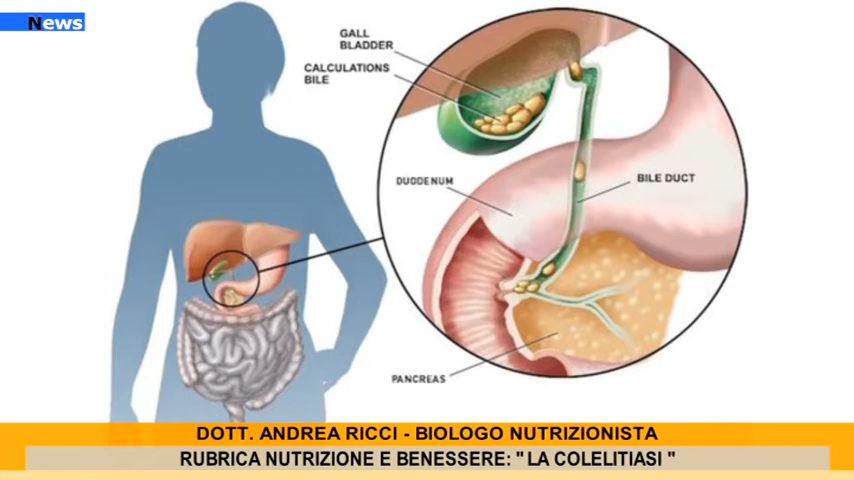 News
GALL
BLADDER
CALCULATIONS
BILE
DUODENUM
BILE DUCT
PANCREAS
DOTT. ANDREA RICCI - BIOLOGO NUTRIZIONISTA
RUBRICA NUTRIZIONE E BENESSERE: " LA COLELITIASI "